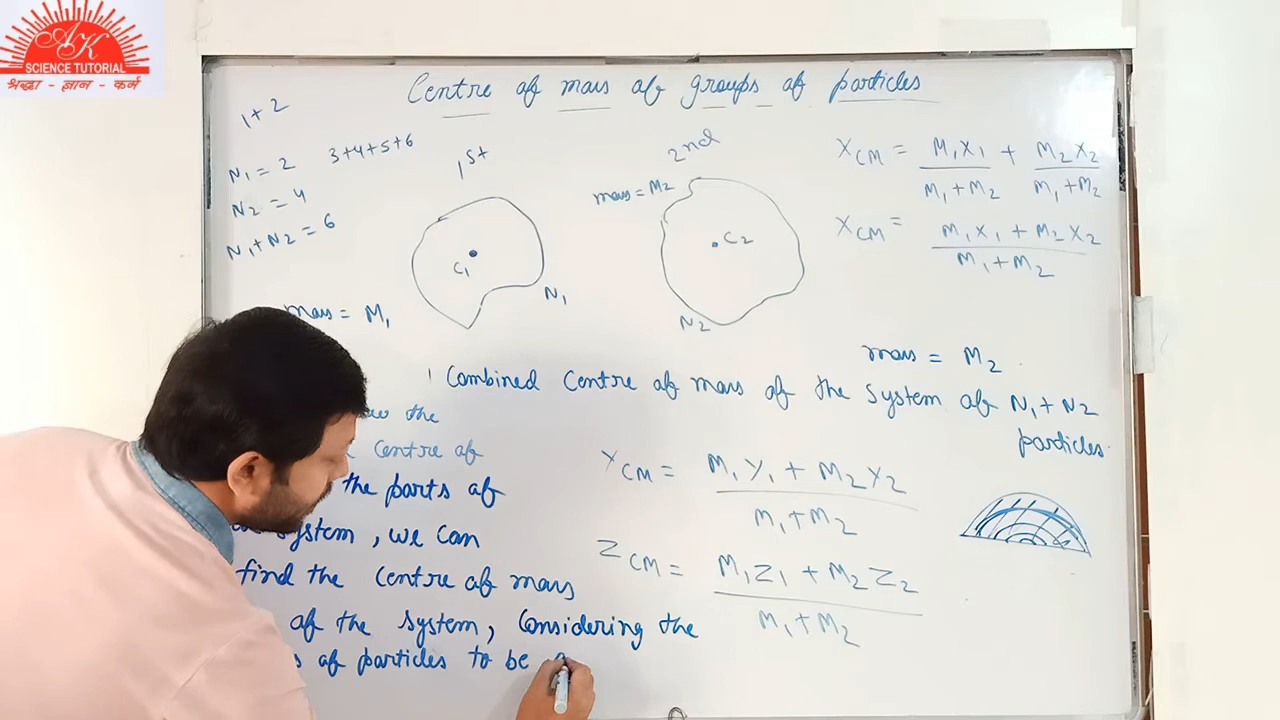 AK
SCIENCE TUTORIAL
श्रद्धा - ज्ञान - कर्म
Centre of mass of groups of particles
1+2
N1 = 2 3+4+5+6
N2 = 4
N1+N2 = 6
1st
C1
N1
mass = M1
2nd
mass = M2
C2
N2
XCM = M1X1 / M1+M2 + M2X2 / M1+M2
XCM = M1X1 + M2X2 / M1+M2
mass = M2
Combined Centre of mass of the System of N1+N2
particles.
the
Centre of
the parts of
System, we can
find the Centre of mass
of the System, Considering the
of particles to be
YCM = M1Y1 + M2Y2 / M1+M2
ZCM = M1Z1 + M2Z2 / M1+M2